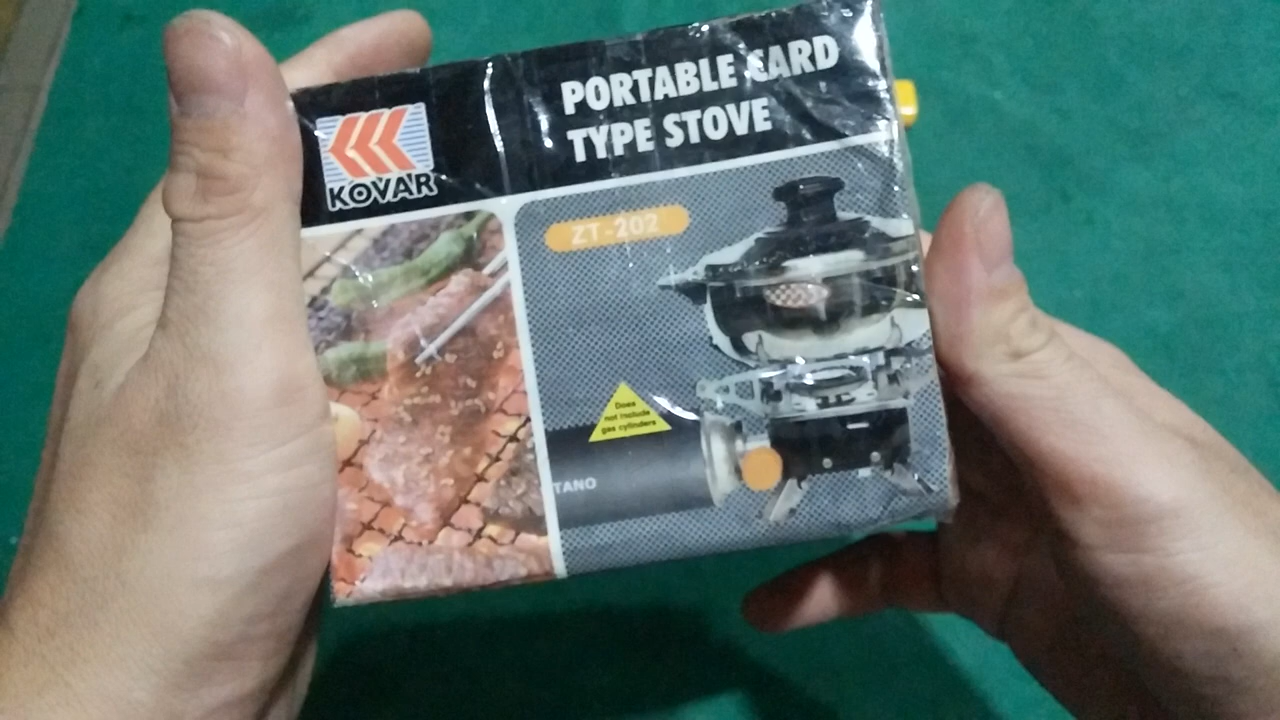 PORTABLE CARD
TYPE STOVE
KOVAR
ZT-202
Does
not include
gas cylinders
TANO